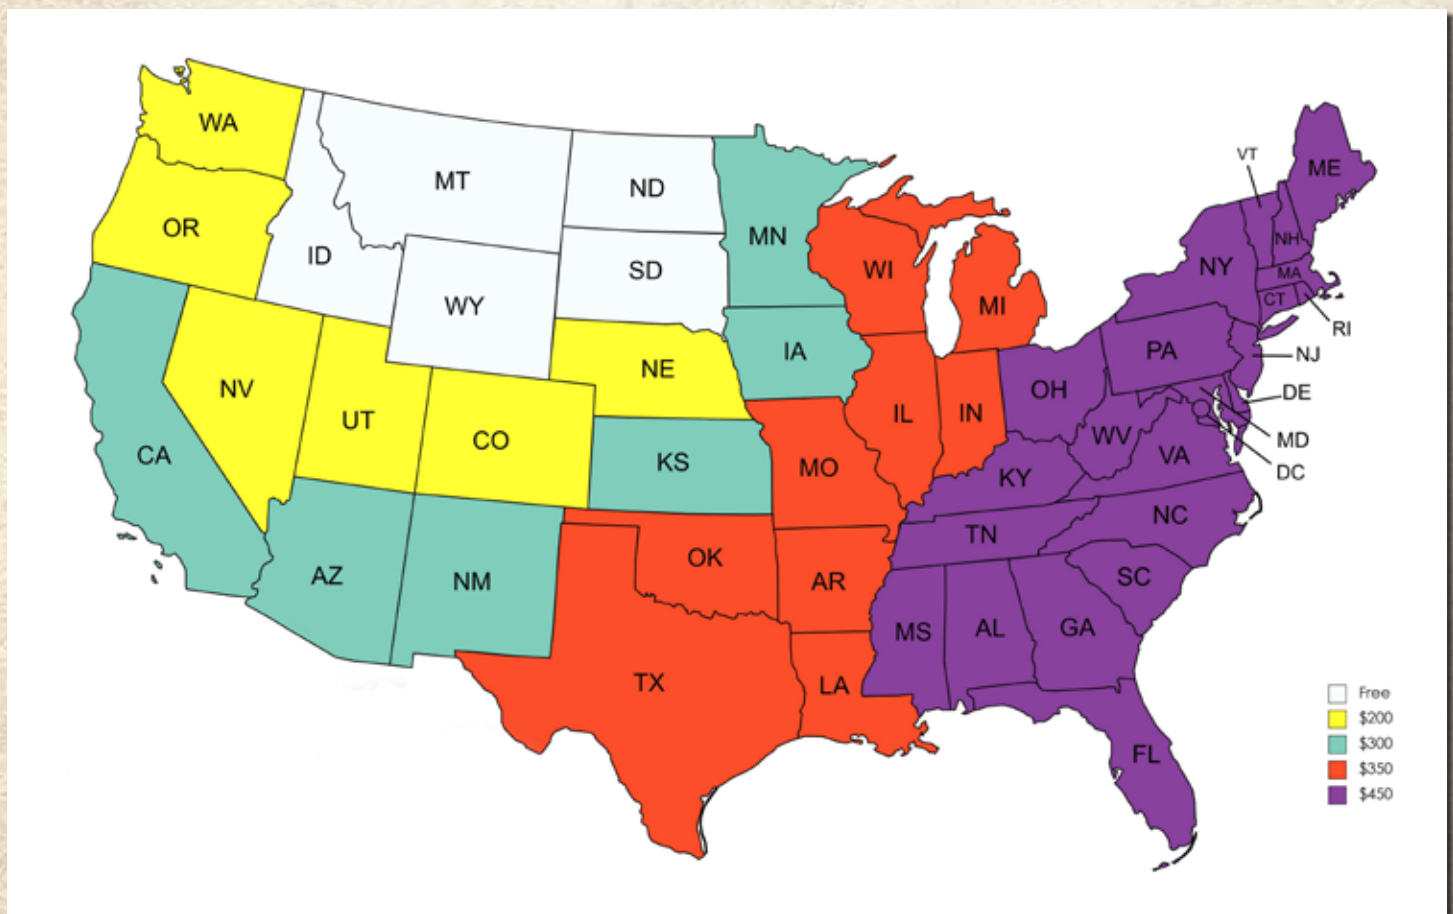 WA
MT
ND
OR
ID
SD
WY
MN
WI
MI
VT
ME
NH
NY
MA
CT
RI
NV
UT
CO
NE
IA
IL
IN
OH
PA
NJ
DE
MD
DC
CA
AZ
NM
KS
MO
KY
WV
VA
OK
AR
TN
NC
SC
TX
LA
MS
AL
GA
FL
Free
$200
$300
$350
$450